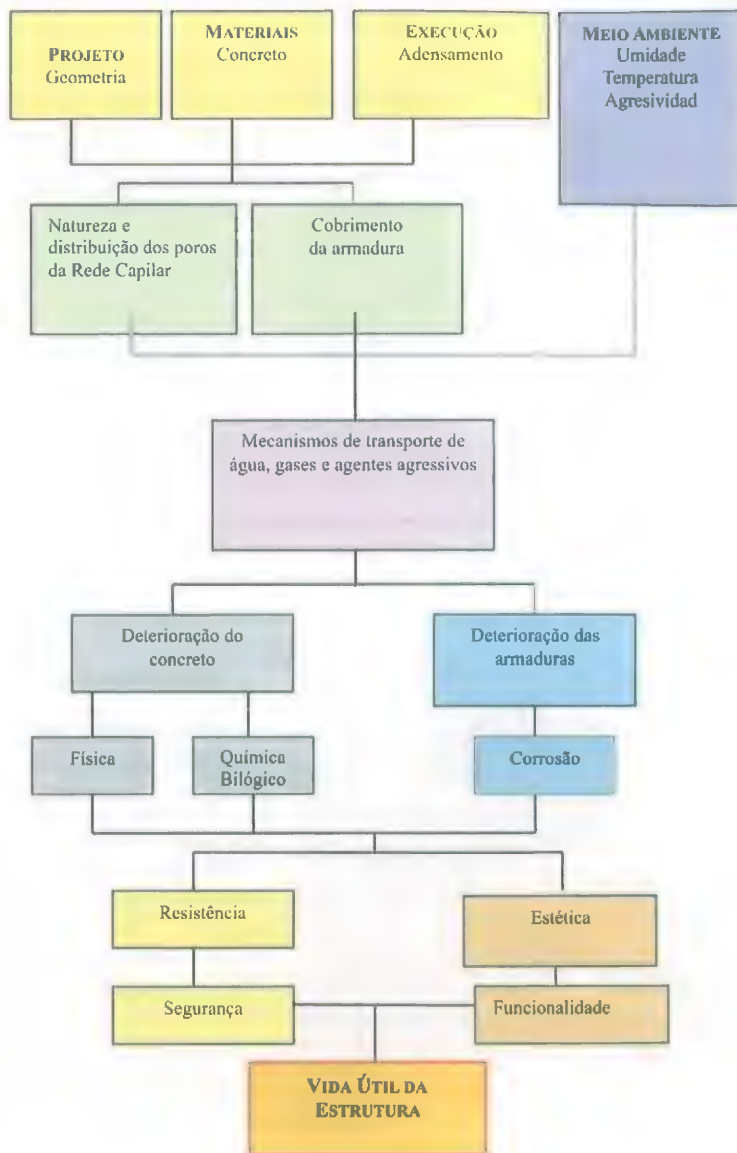 PROJETO
Geometria
MATERIAIS
Concreto
EXECUÇÃO
Adensamento
MEIO AMBIENTE
Umidade
Temperatura
Agresividad
Natureza e
distribuição dos poros
da Rede Capilar
Cobrimento
da armadura
Mecanismos de transporte de
água, gases e agentes agressivos
Deterioração do
concreto
Deterioração das
armaduras
Física
Química
Bilógico
Corrosão
Resistência
Estética
Segurança
Funcionalidade
VIDA ÚTIL DA
ESTRUTURA